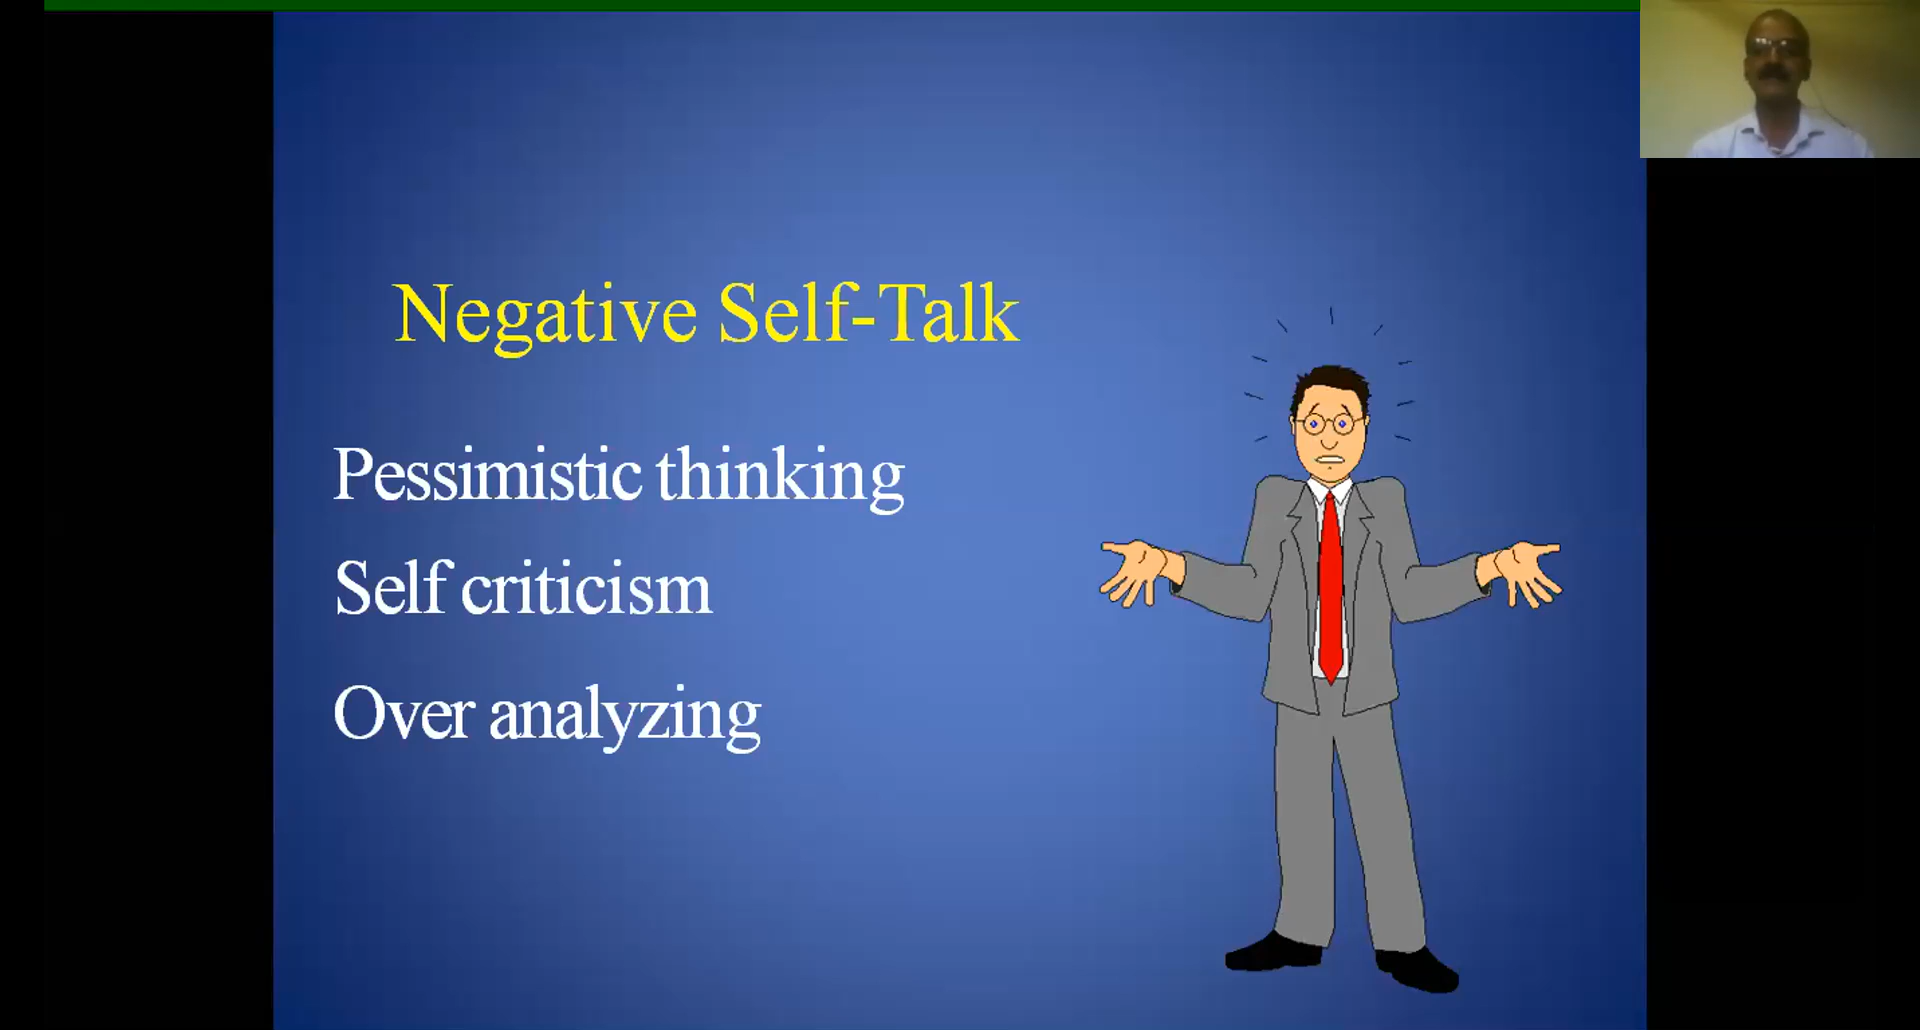 Negative Self-Talk
Pessimistic thinking
Self criticism
Over analyzing